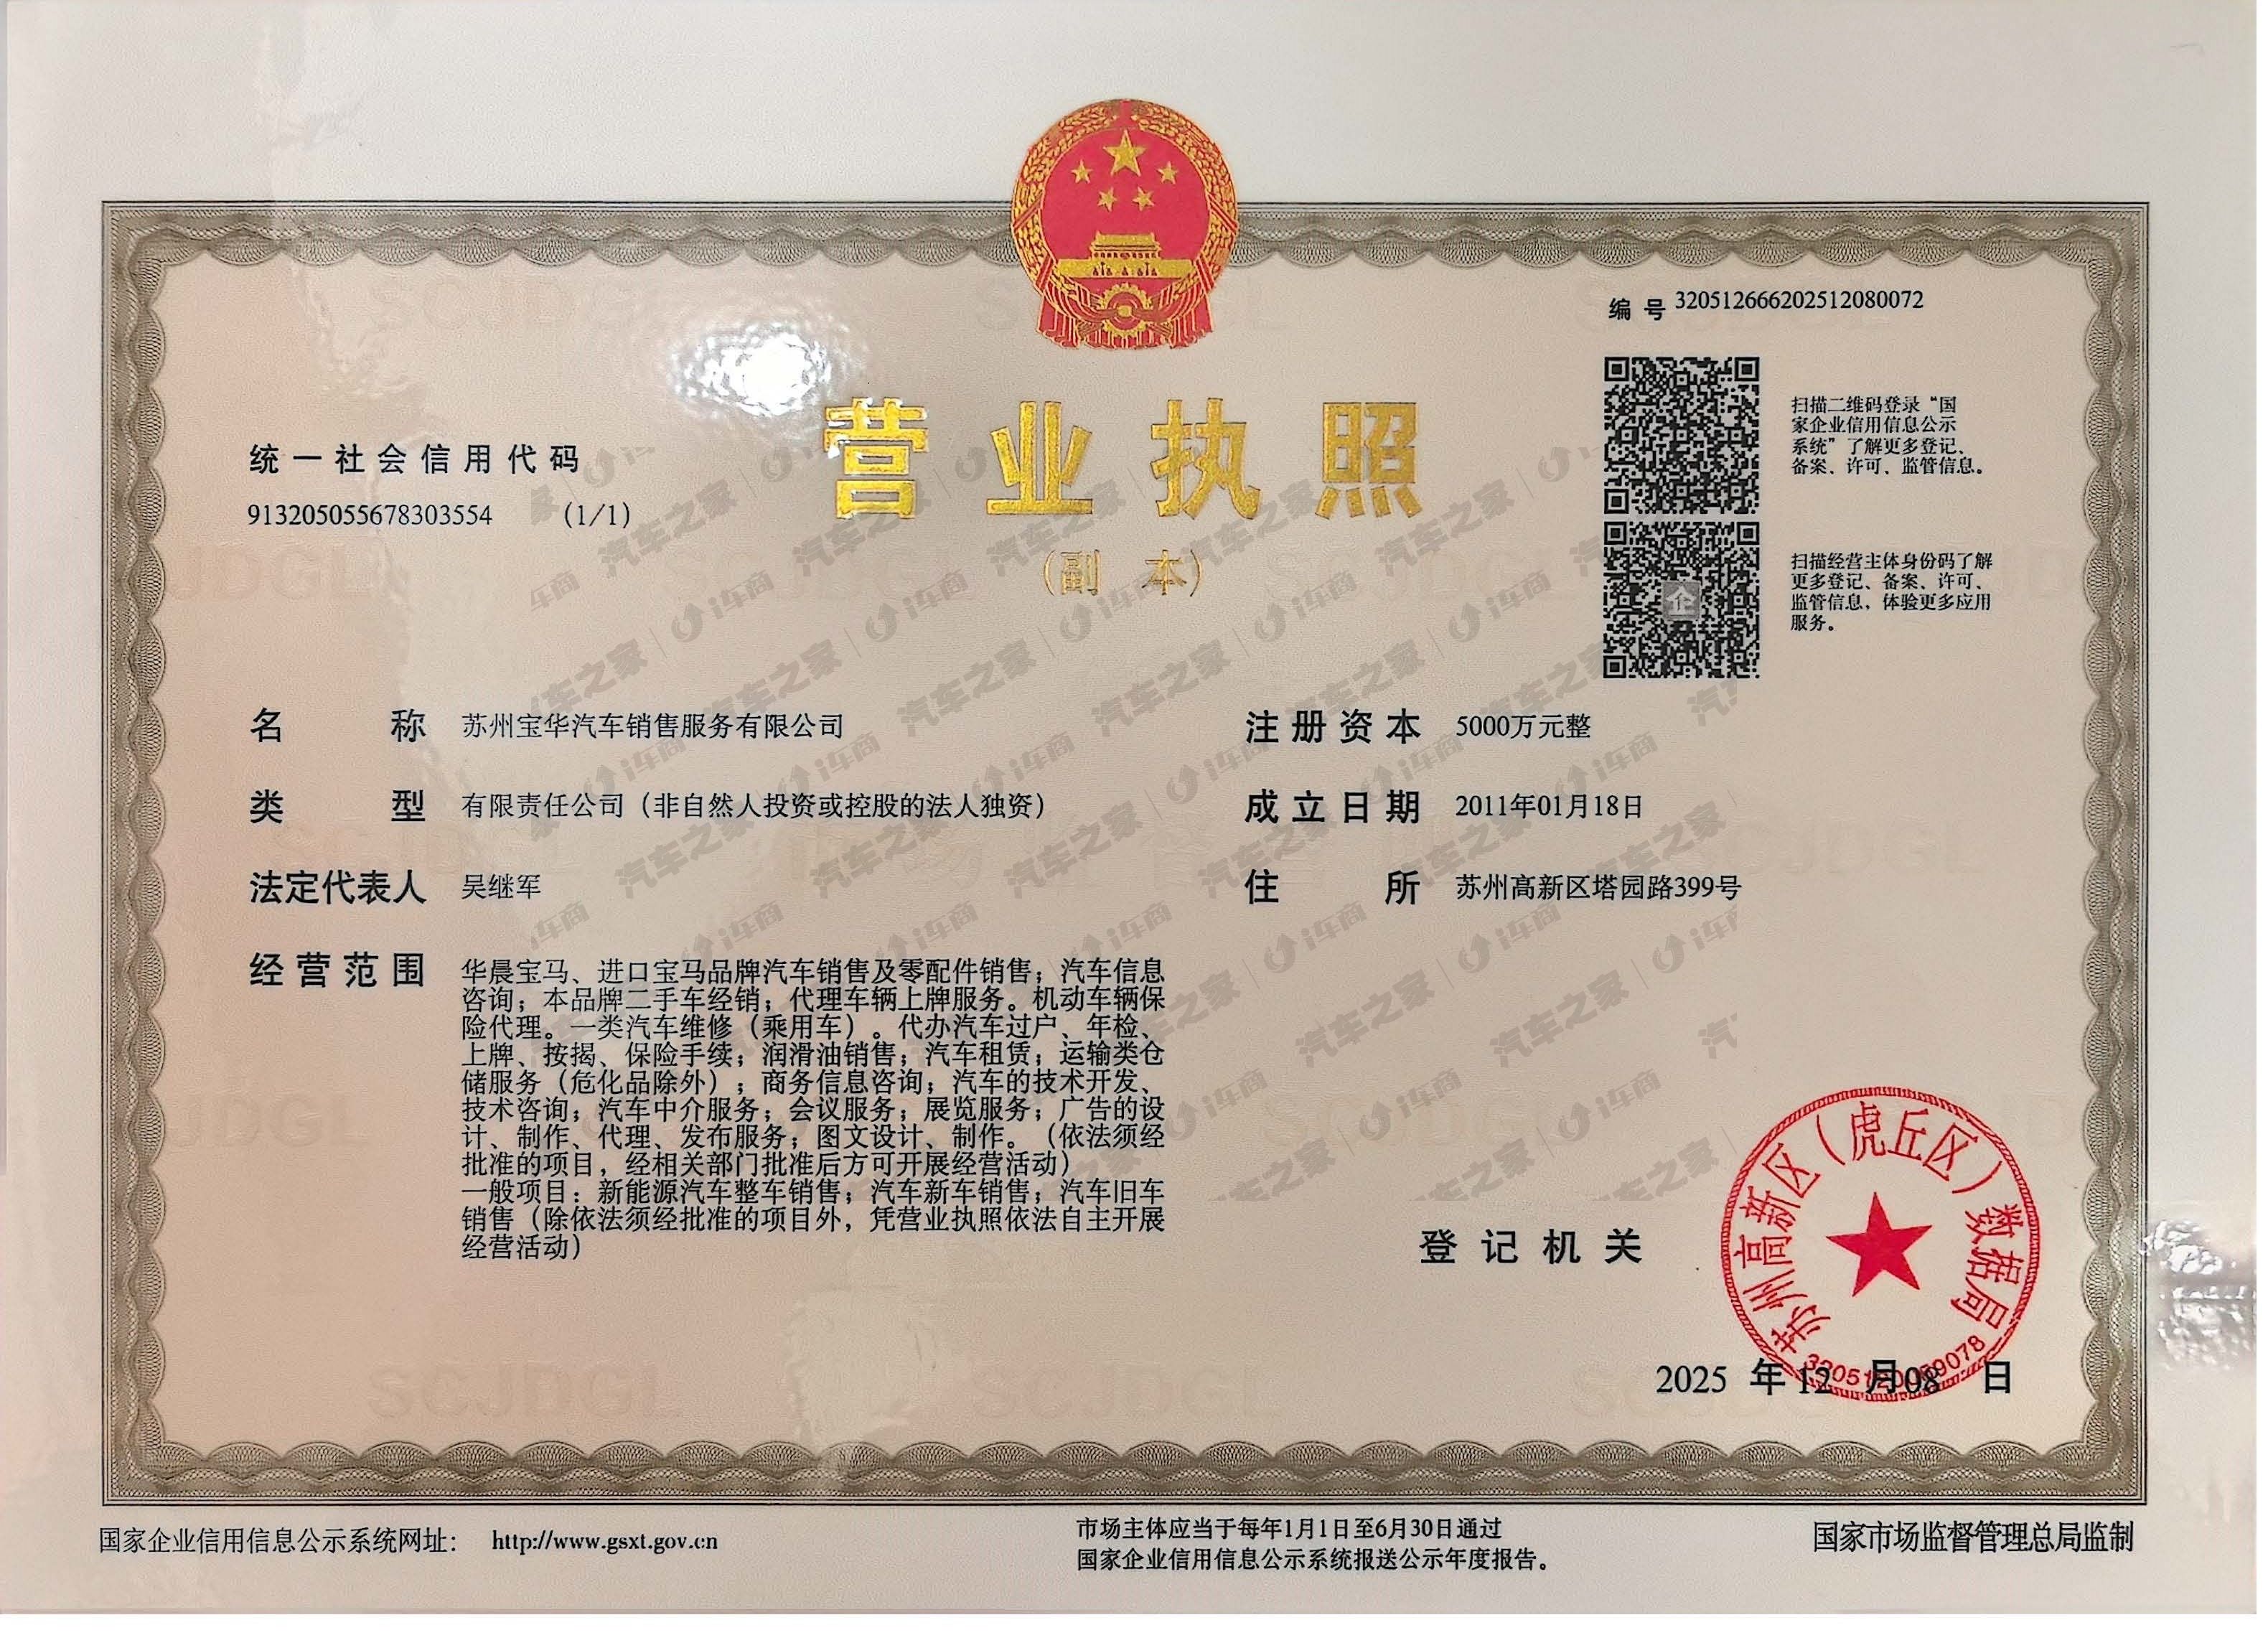 编号 320512666202512080072
营业执照
(副 本)
统一社会信用代码
913205055678303554 (1/1)
扫描二维码登录“国
家企业信用信息公示
系统”了解更多登记、
备案、许可、监管信息。
扫描经营主体身份码了解
更多登记、备案、许可、
监管信息，体验更多应用
服务。
企
名称 苏州宝华汽车销售服务有限公司
类型 有限责任公司（非自然人投资或控股的法人独资）
法定代表人 吴继军
经营范围 华晨宝马、进口宝马品牌汽车销售及零配件销售；汽车信息
咨询；本品牌二手车经销；代理车辆上牌服务。机动车辆保
险代理。一类汽车维修（乘用车）。代办汽车过户、年检、
上牌、按揭、保险手续；润滑油销售；汽车租赁；运输类仓
储服务（危化品除外）；商务信息咨询；汽车的技术开发、
技术咨询；汽车中介服务；会议服务；展览服务；广告的设
计、制作、代理、发布服务；图文设计、制作。（依法须经
批准的项目，经相关部门批准后方可开展经营活动）
一般项目：新能源汽车整车销售；汽车新车销售；汽车旧车
销售（除依法须经批准的项目外，凭营业执照依法自主开展
经营活动）
注册资本 5000万元整
成立日期 2011年01月18日
住所 苏州高新区塔园路399号
登记机关
苏州高新区（虎丘区）数据局
2025 年 12 月 08 日
国家企业信用信息公示系统网址： http://www.gsxt.gov.cn
市场主体应当于每年1月1日至6月30日通过
国家企业信用信息公示系统报送公示年度报告。
国家市场监督管理总局监制
汽车之家 i车商
SCJDGL